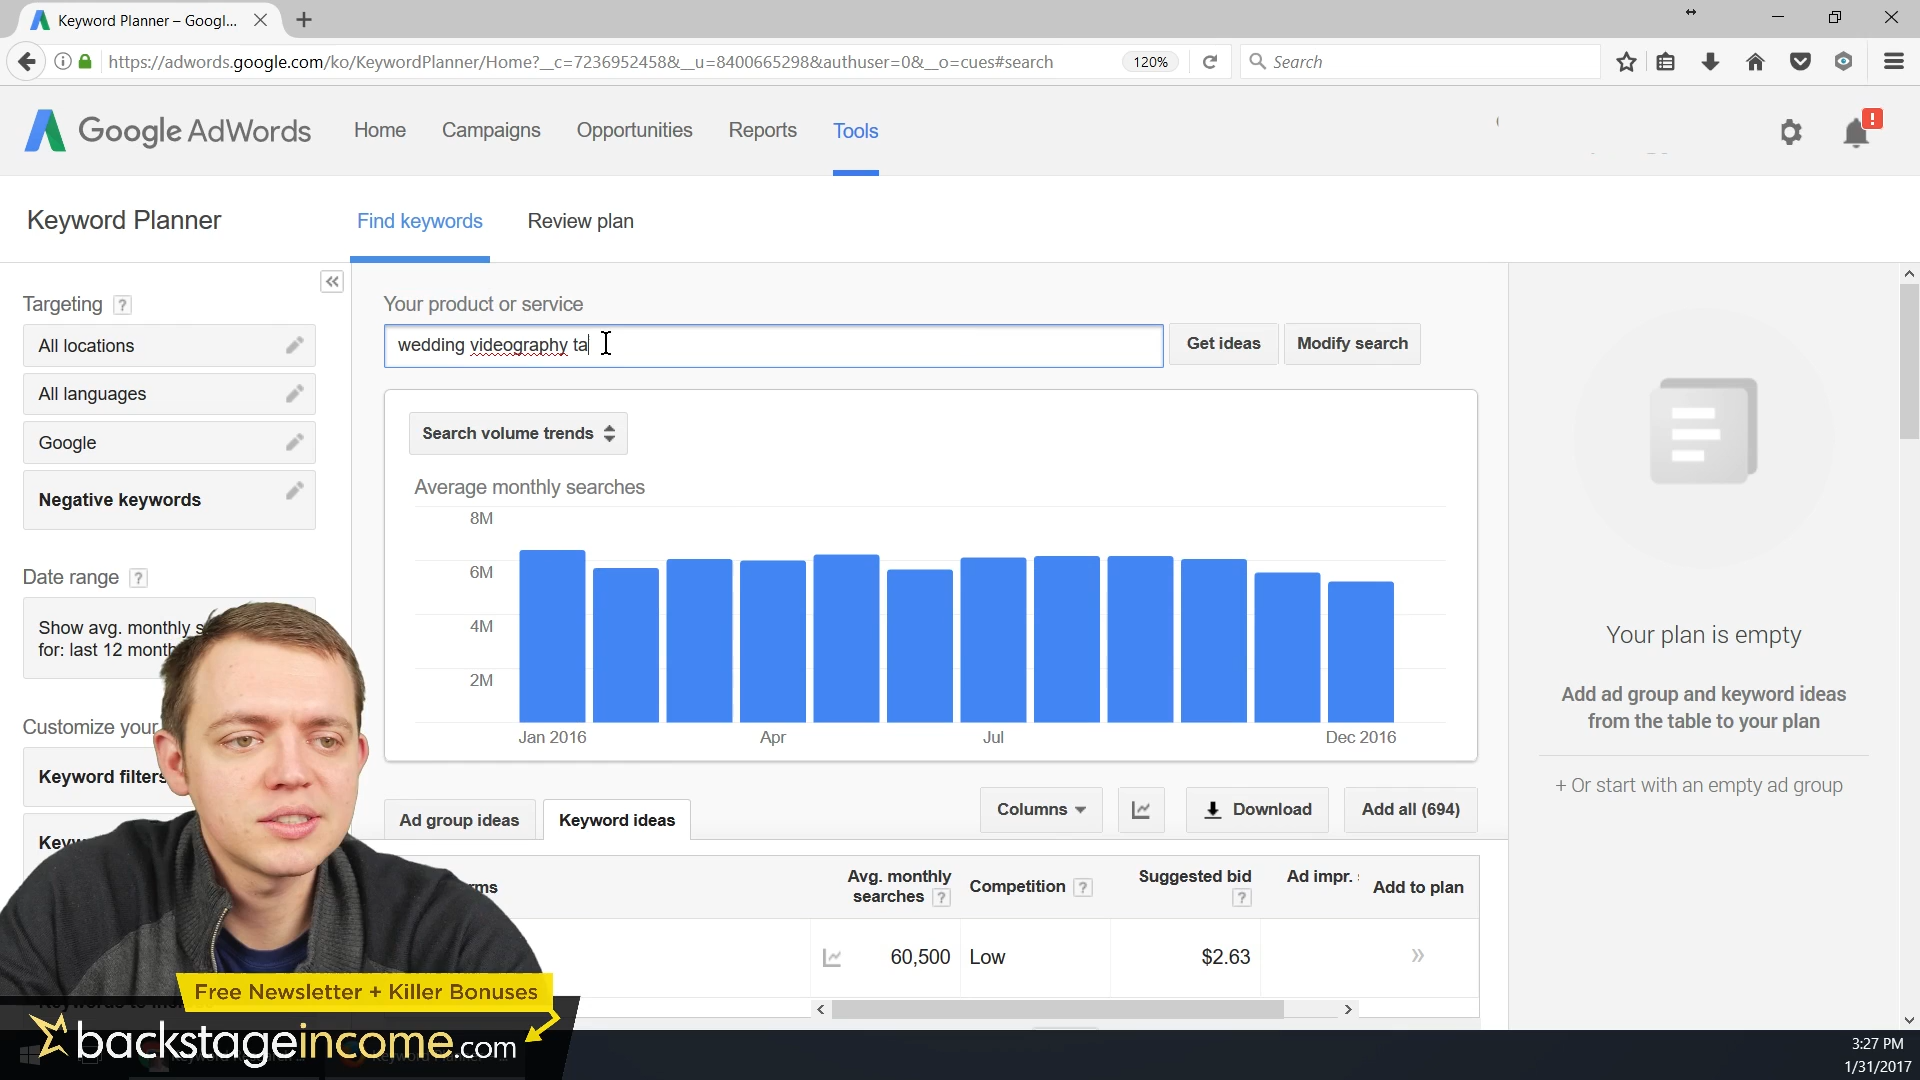 Keyword Planner – Googl...
https://adwords.google.com/ko/KeywordPlanner/Home?__c=7236952458&__u=8400665298&authuser=0&__o=cues#search
120%
Search
Google AdWords
Home
Campaigns
Opportunities
Reports
Tools
!
Keyword Planner
Find keywords
Review plan
Targeting ?
All locations
All languages
Google
Negative keywords
Date range ?
Show avg. monthly
for: last 12 month
Customize your
Keyword filters
Your product or service
wedding videography ta
Get ideas
Modify search
Search volume trends
Average monthly searches
8M
6M
4M
2M
Jan 2016
Apr
Jul
Dec 2016
Ad group ideas
Keyword ideas
Columns
Download
Add all (694)
Avg. monthly
searches ?
Competition ?
Suggested bid
?
Ad impr.
Add to plan
60,500
Low
$2.63
»
Your plan is empty
Add ad group and keyword ideas
from the table to your plan
+ Or start with an empty ad group
Free Newsletter + Killer Bonuses
backstageincome.com
3:27 PM
1/31/2017